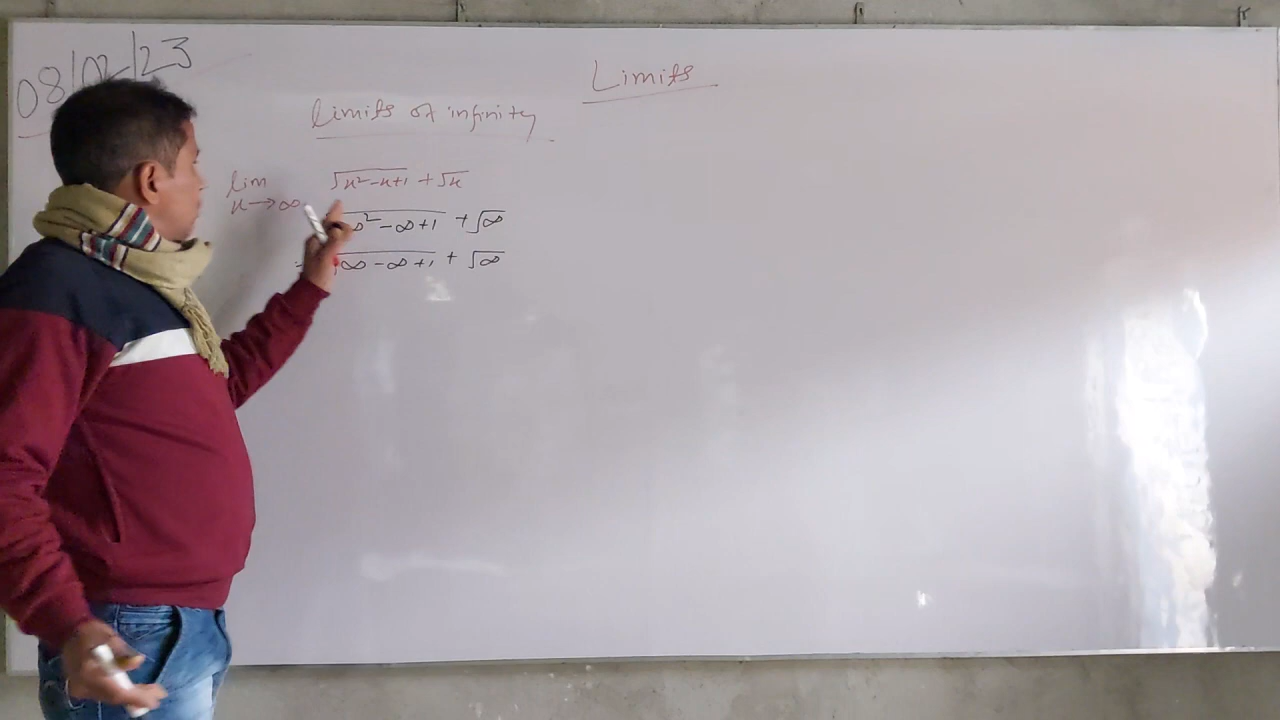 08/02/23
Limits
Limits of infinity
lim x→∞ √x²-x+1 + √x
∞² - ∞ + 1 + √∞
= √∞ - ∞ + 1 + √∞